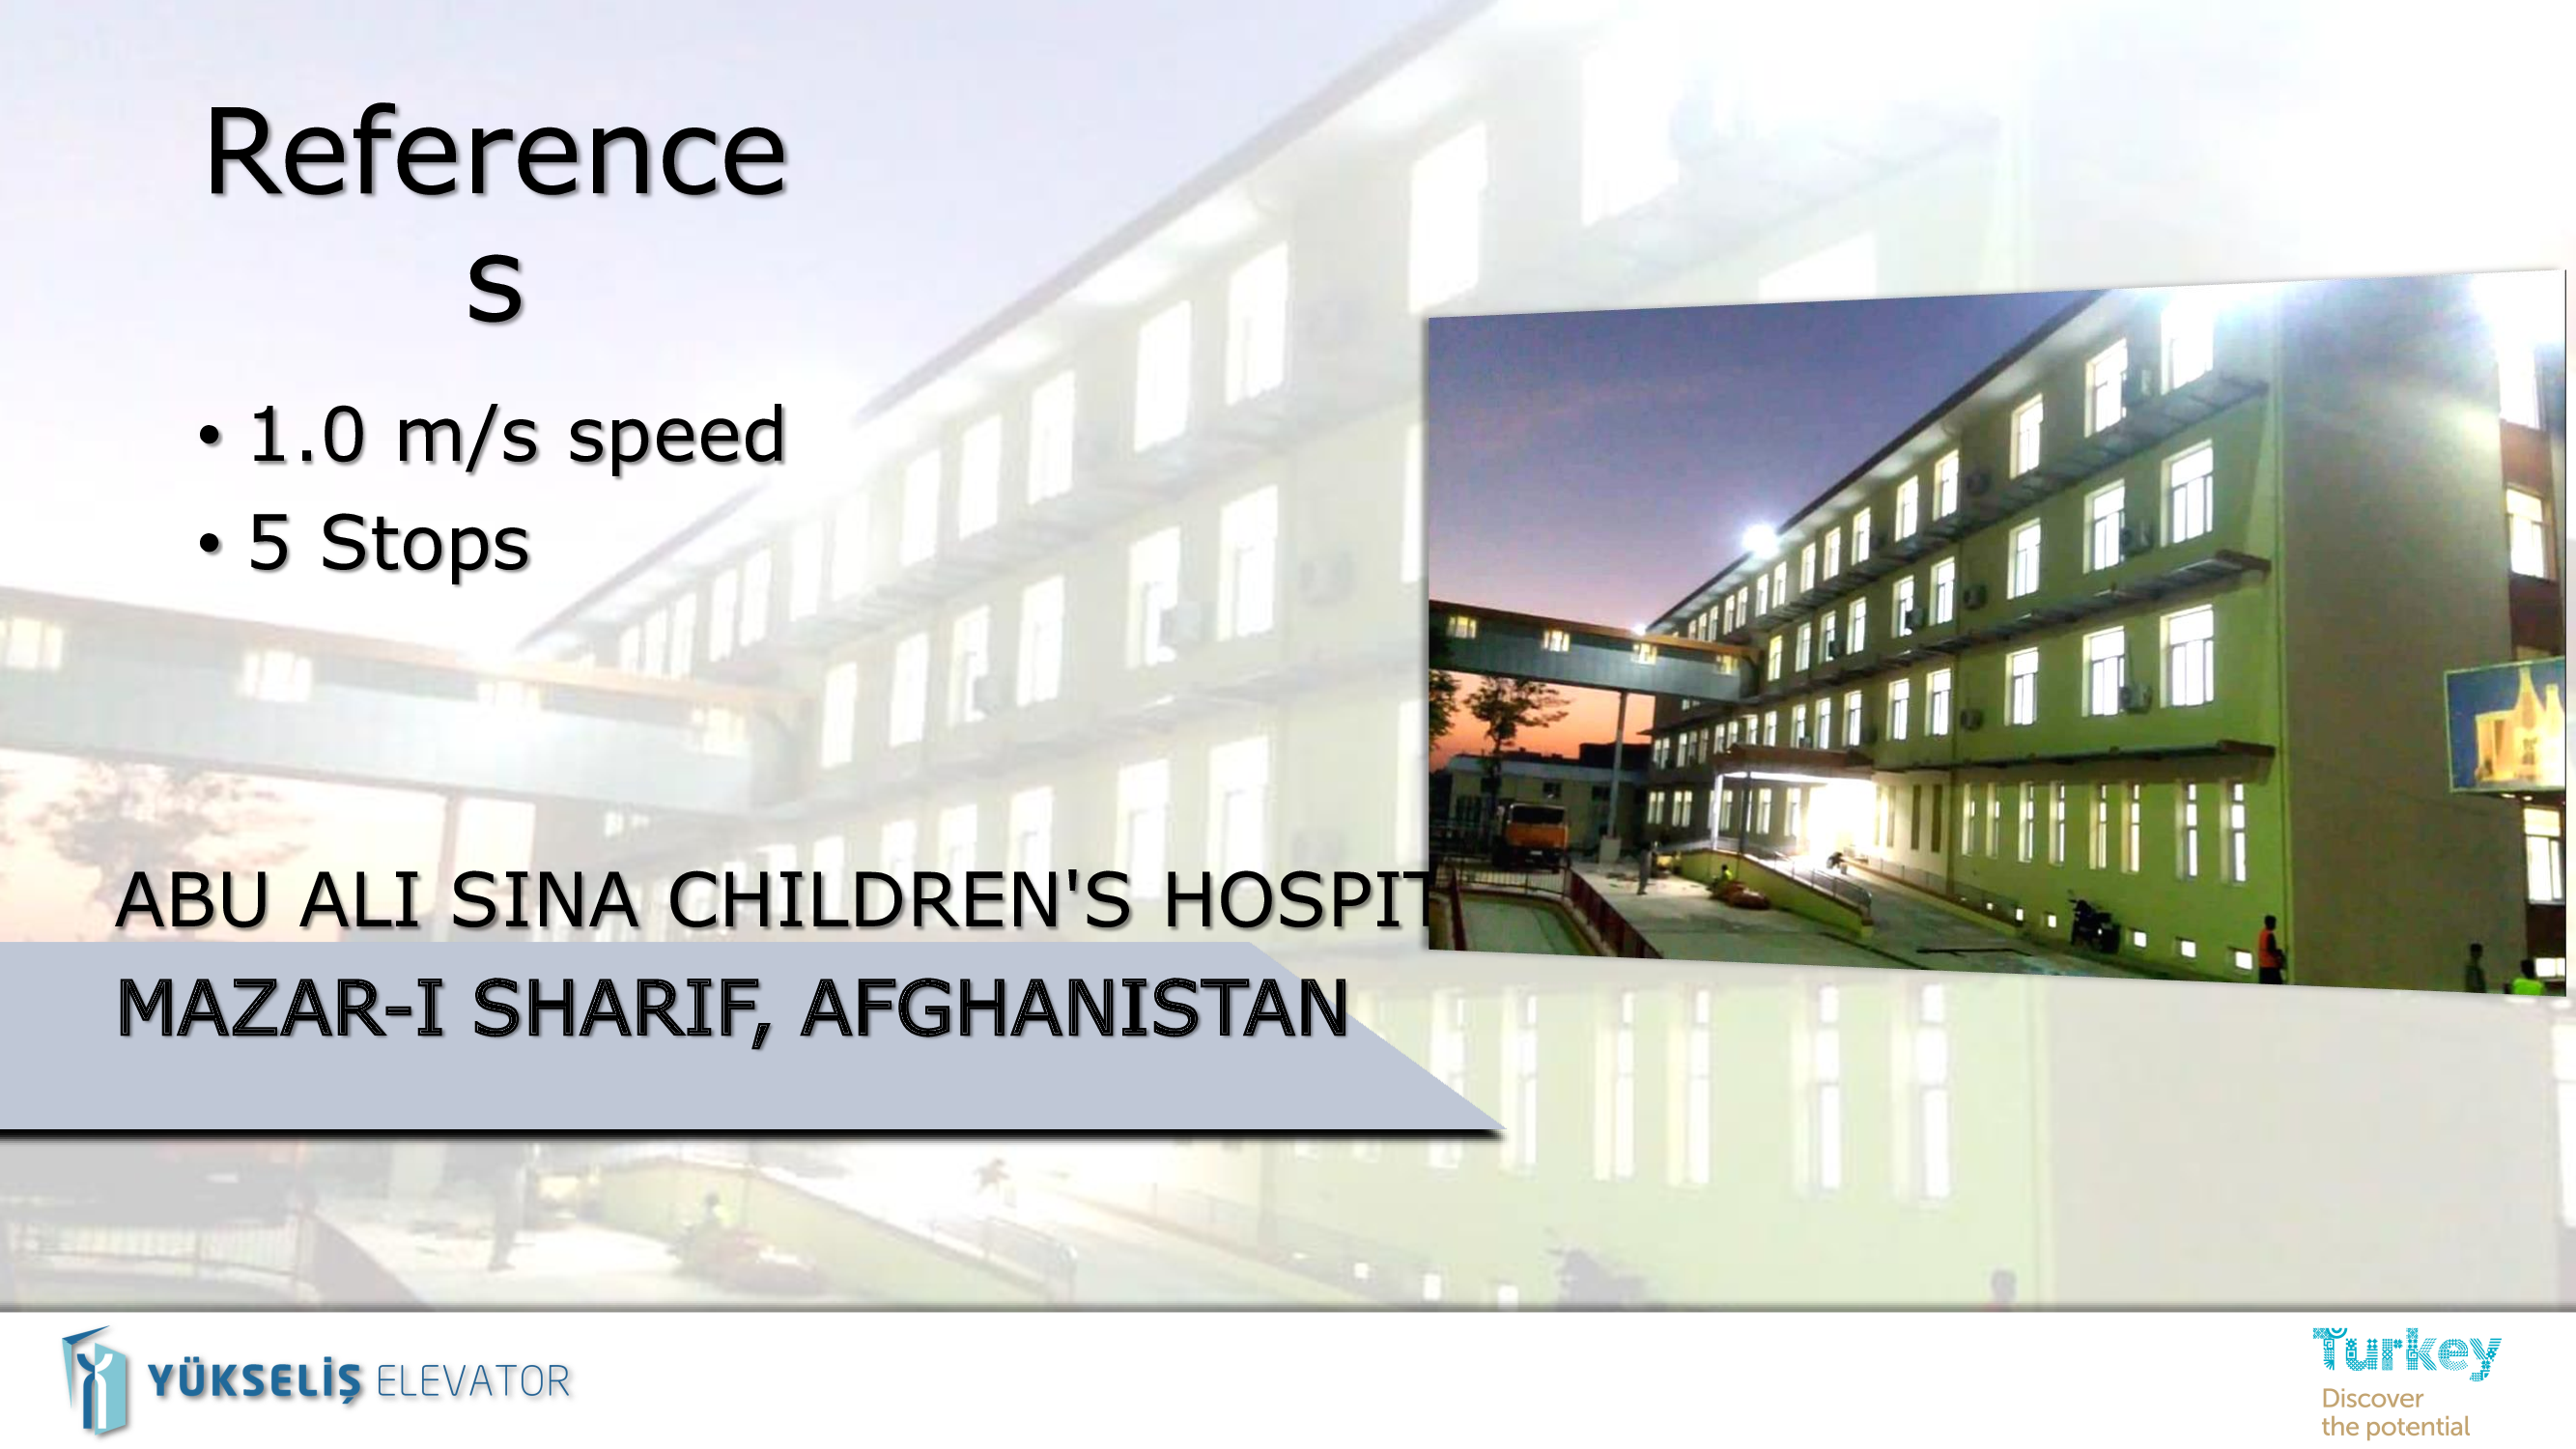 Reference
s
• 1.0 m/s speed
• 5 Stops
ABU ALI SINA CHILDREN'S HOSPIT
MAZAR-I SHARIF, AFGHANISTAN
YÜKSELİŞ ELEVATOR
Turkey
Discover
the potential